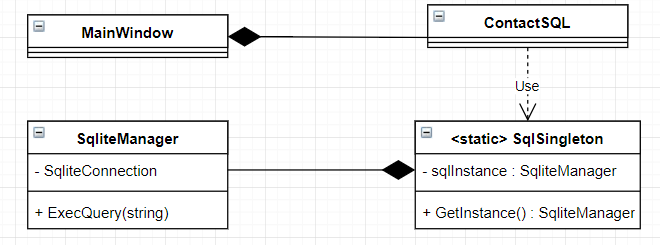 MainWindow
ContactSQL
Use
SqliteManager
- SqliteConnection
+ ExecQuery(string)
<static> SqlSingleton
- sqlInstance : SqliteManager
+ GetInstance() : SqliteManager